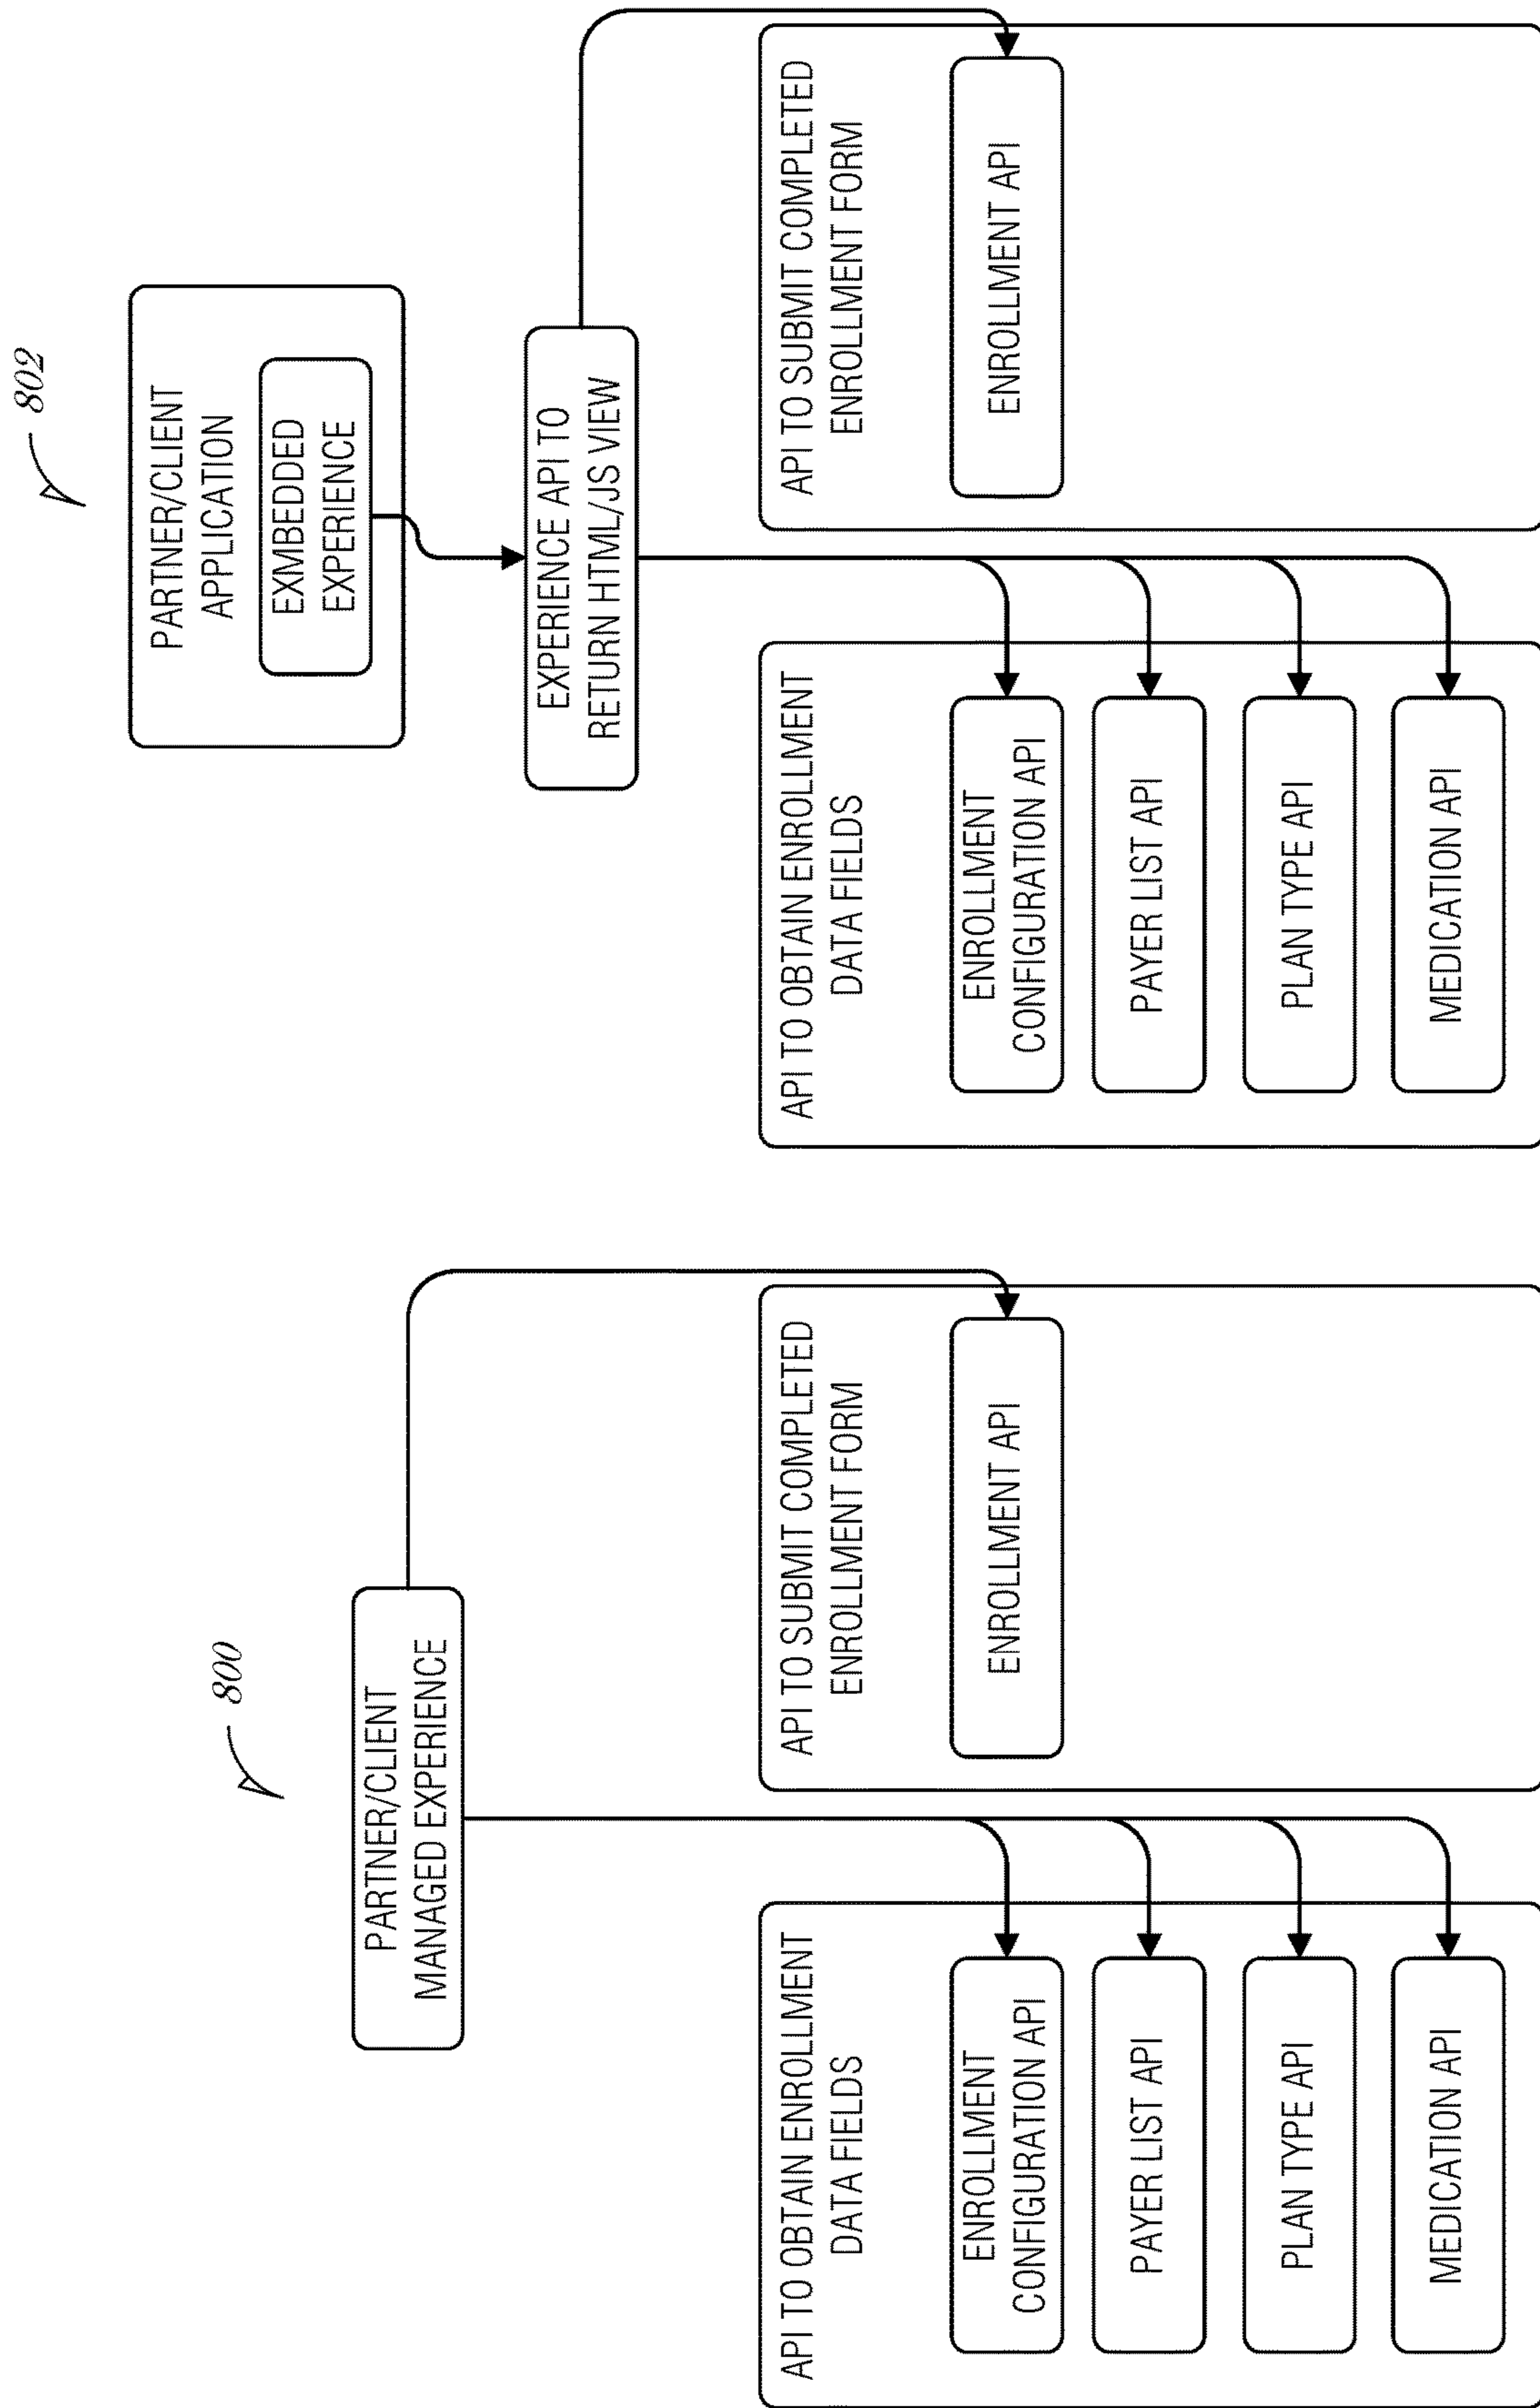 800
PARTNER/CLIENT
MANAGED EXPERIENCE
API TO OBTAIN ENROLLMENT
DATA FIELDS
ENROLLMENT
CONFIGURATION API
PAYER LIST API
PLAN TYPE API
MEDICATION API
API TO SUBMIT COMPLETED
ENROLLMENT FORM
ENROLLMENT API
802
PARTNER/CLIENT
APPLICATION
EXMBEDDED
EXPERIENCE
EXPERIENCE API TO
RETURN HTML/JS VIEW
API TO OBTAIN ENROLLMENT
DATA FIELDS
ENROLLMENT
CONFIGURATION API
PAYER LIST API
PLAN TYPE API
MEDICATION API
API TO SUBMIT COMPLETED
ENROLLMENT FORM
ENROLLMENT API